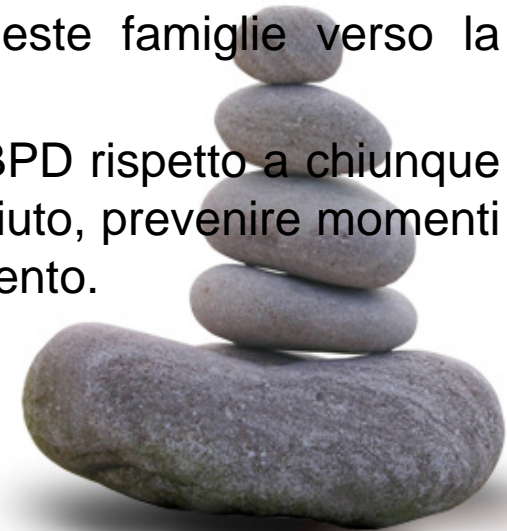 este famiglie verso la
BPD rispetto a chiunque
iuto, prevenire momenti
ento.